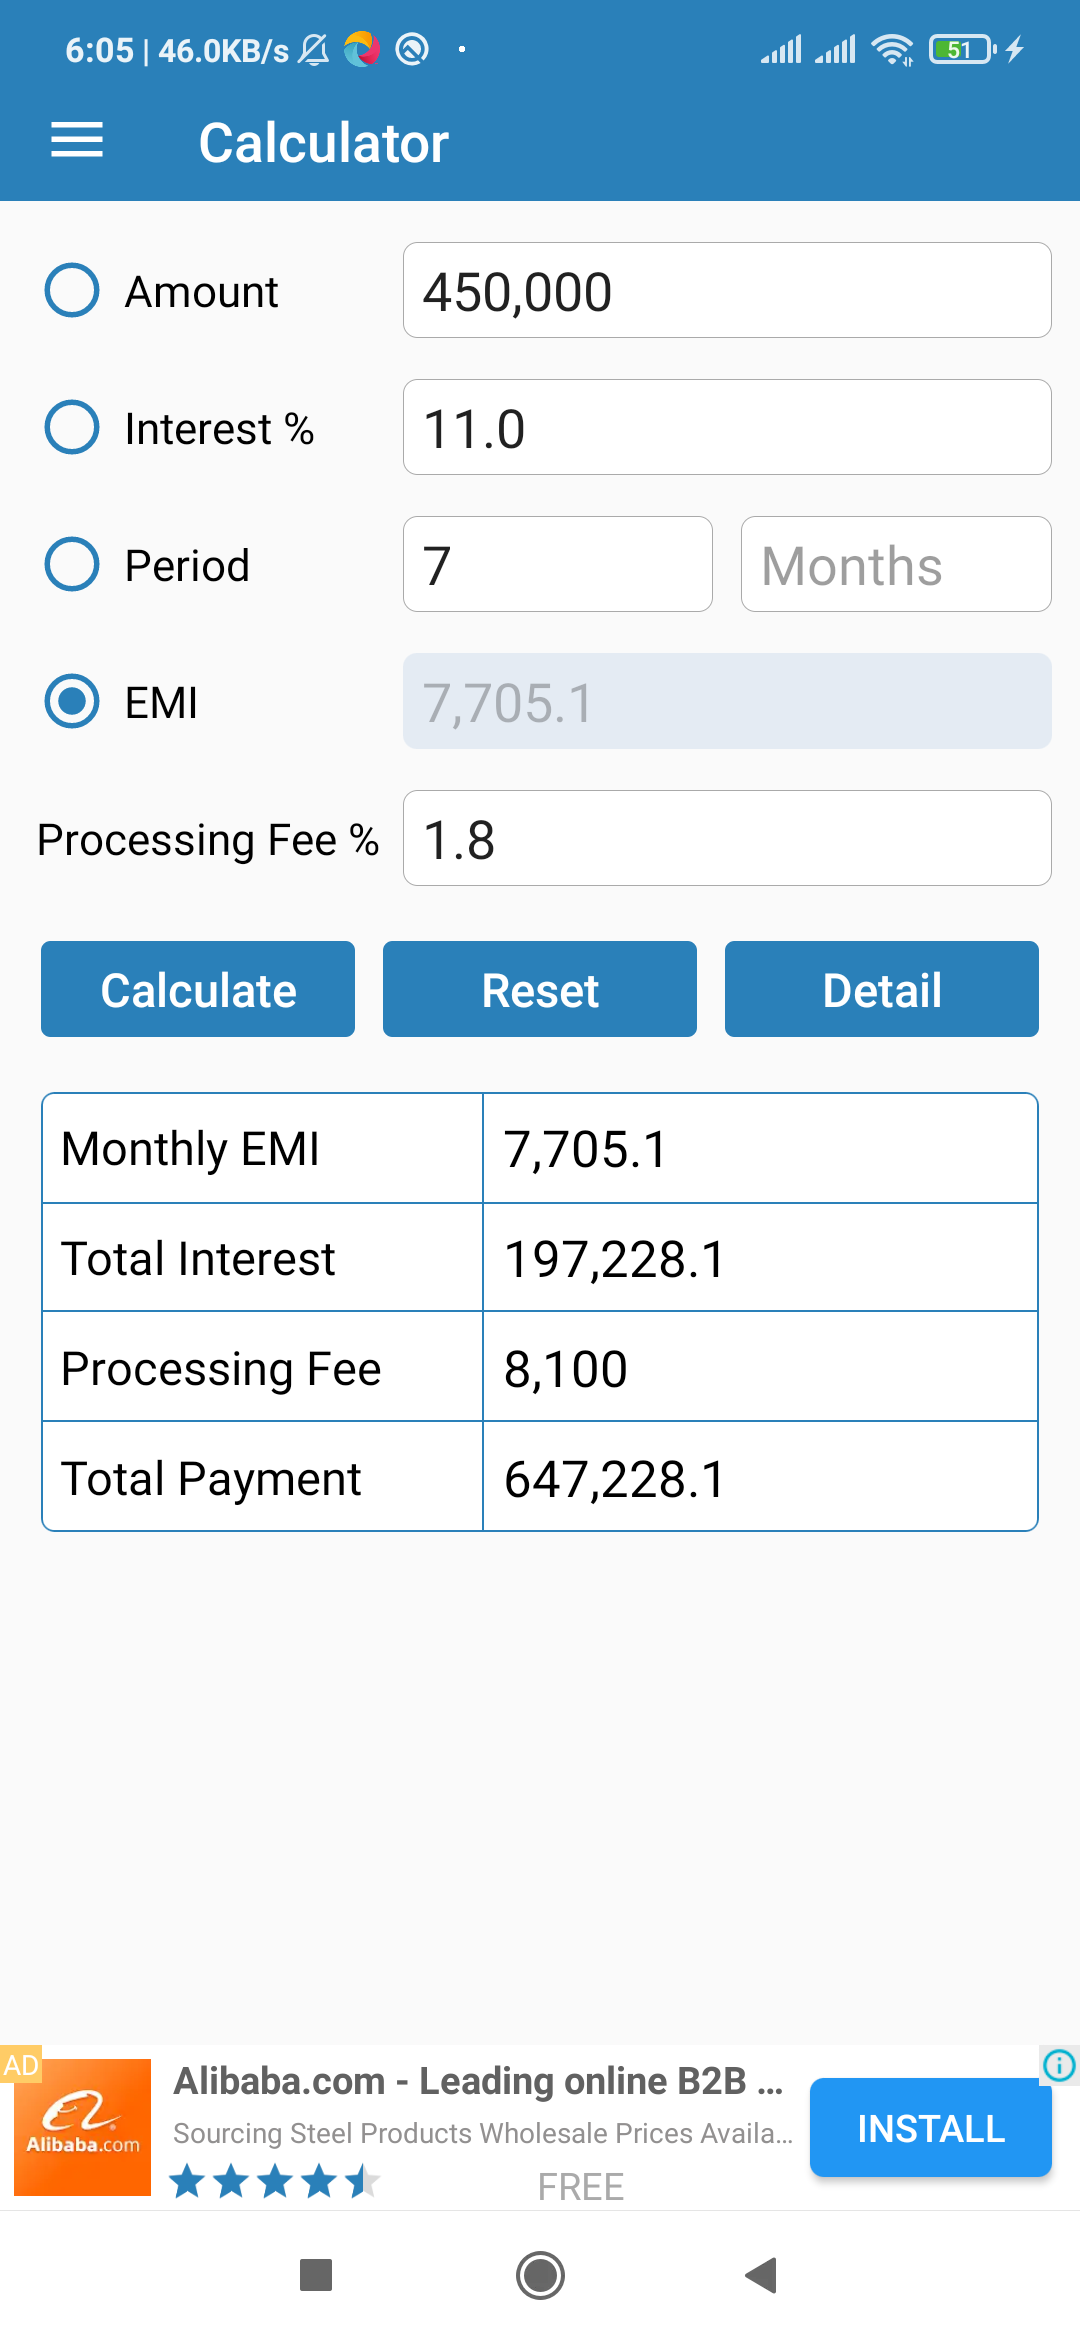 6:05 | 46.0KB/s 51
Calculator
Amount 450,000
Interest % 11.0
Period 7 Months
EMI 7,705.1
Processing Fee % 1.8
Calculate Reset Detail
Monthly EMI 7,705.1
Total Interest 197,228.1
Processing Fee 8,100
Total Payment 647,228.1
AD
Alibaba.com
Alibaba.com - Leading online B2B ...
Sourcing Steel Products Wholesale Prices Availa...
FREE
INSTALL